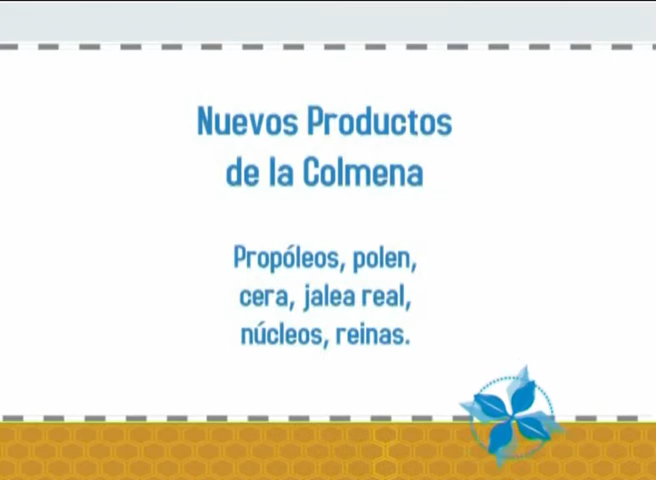 Nuevos Productos
de la Colmena
Propóleos, polen,
cera, jalea real,
núcleos, reinas.